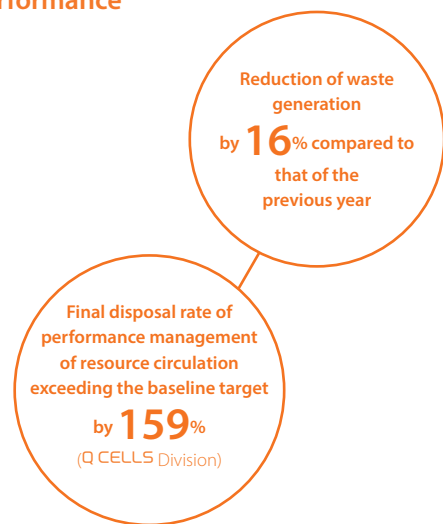 Reduction of waste
generation
by 16% compared to
that of the
previous year
Final disposal rate of
performance management
of resource circulation
exceeding the baseline target
by 159%
(Q CELLS Division)